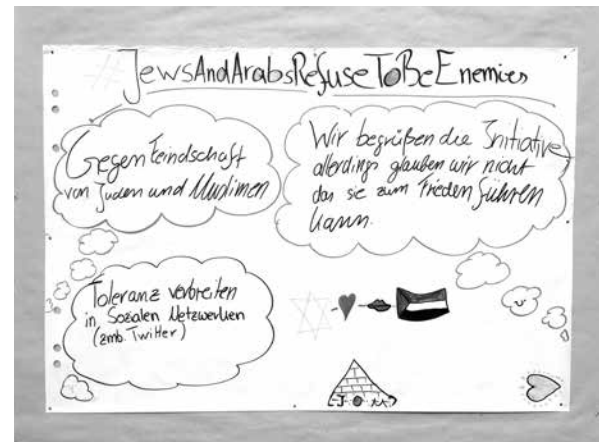 #JewsAndArabsRefuseToBeEnemies
Gegen Feindschaft
von Juden und Muslimen
Wir begrüßen die Initiative,
allerdings glauben wir nicht
das sie zum Frieden führen
kann.
Toleranz verbreiten
in Sozialen Netzwerken
(zmb. Twitter)